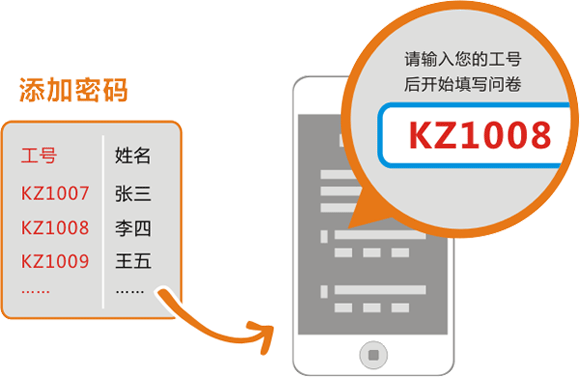 添加密码
工号 姓名
KZ1007 张三
KZ1008 李四
KZ1009 王五
…… ……
请输入您的工号
后开始填写问卷
KZ1008